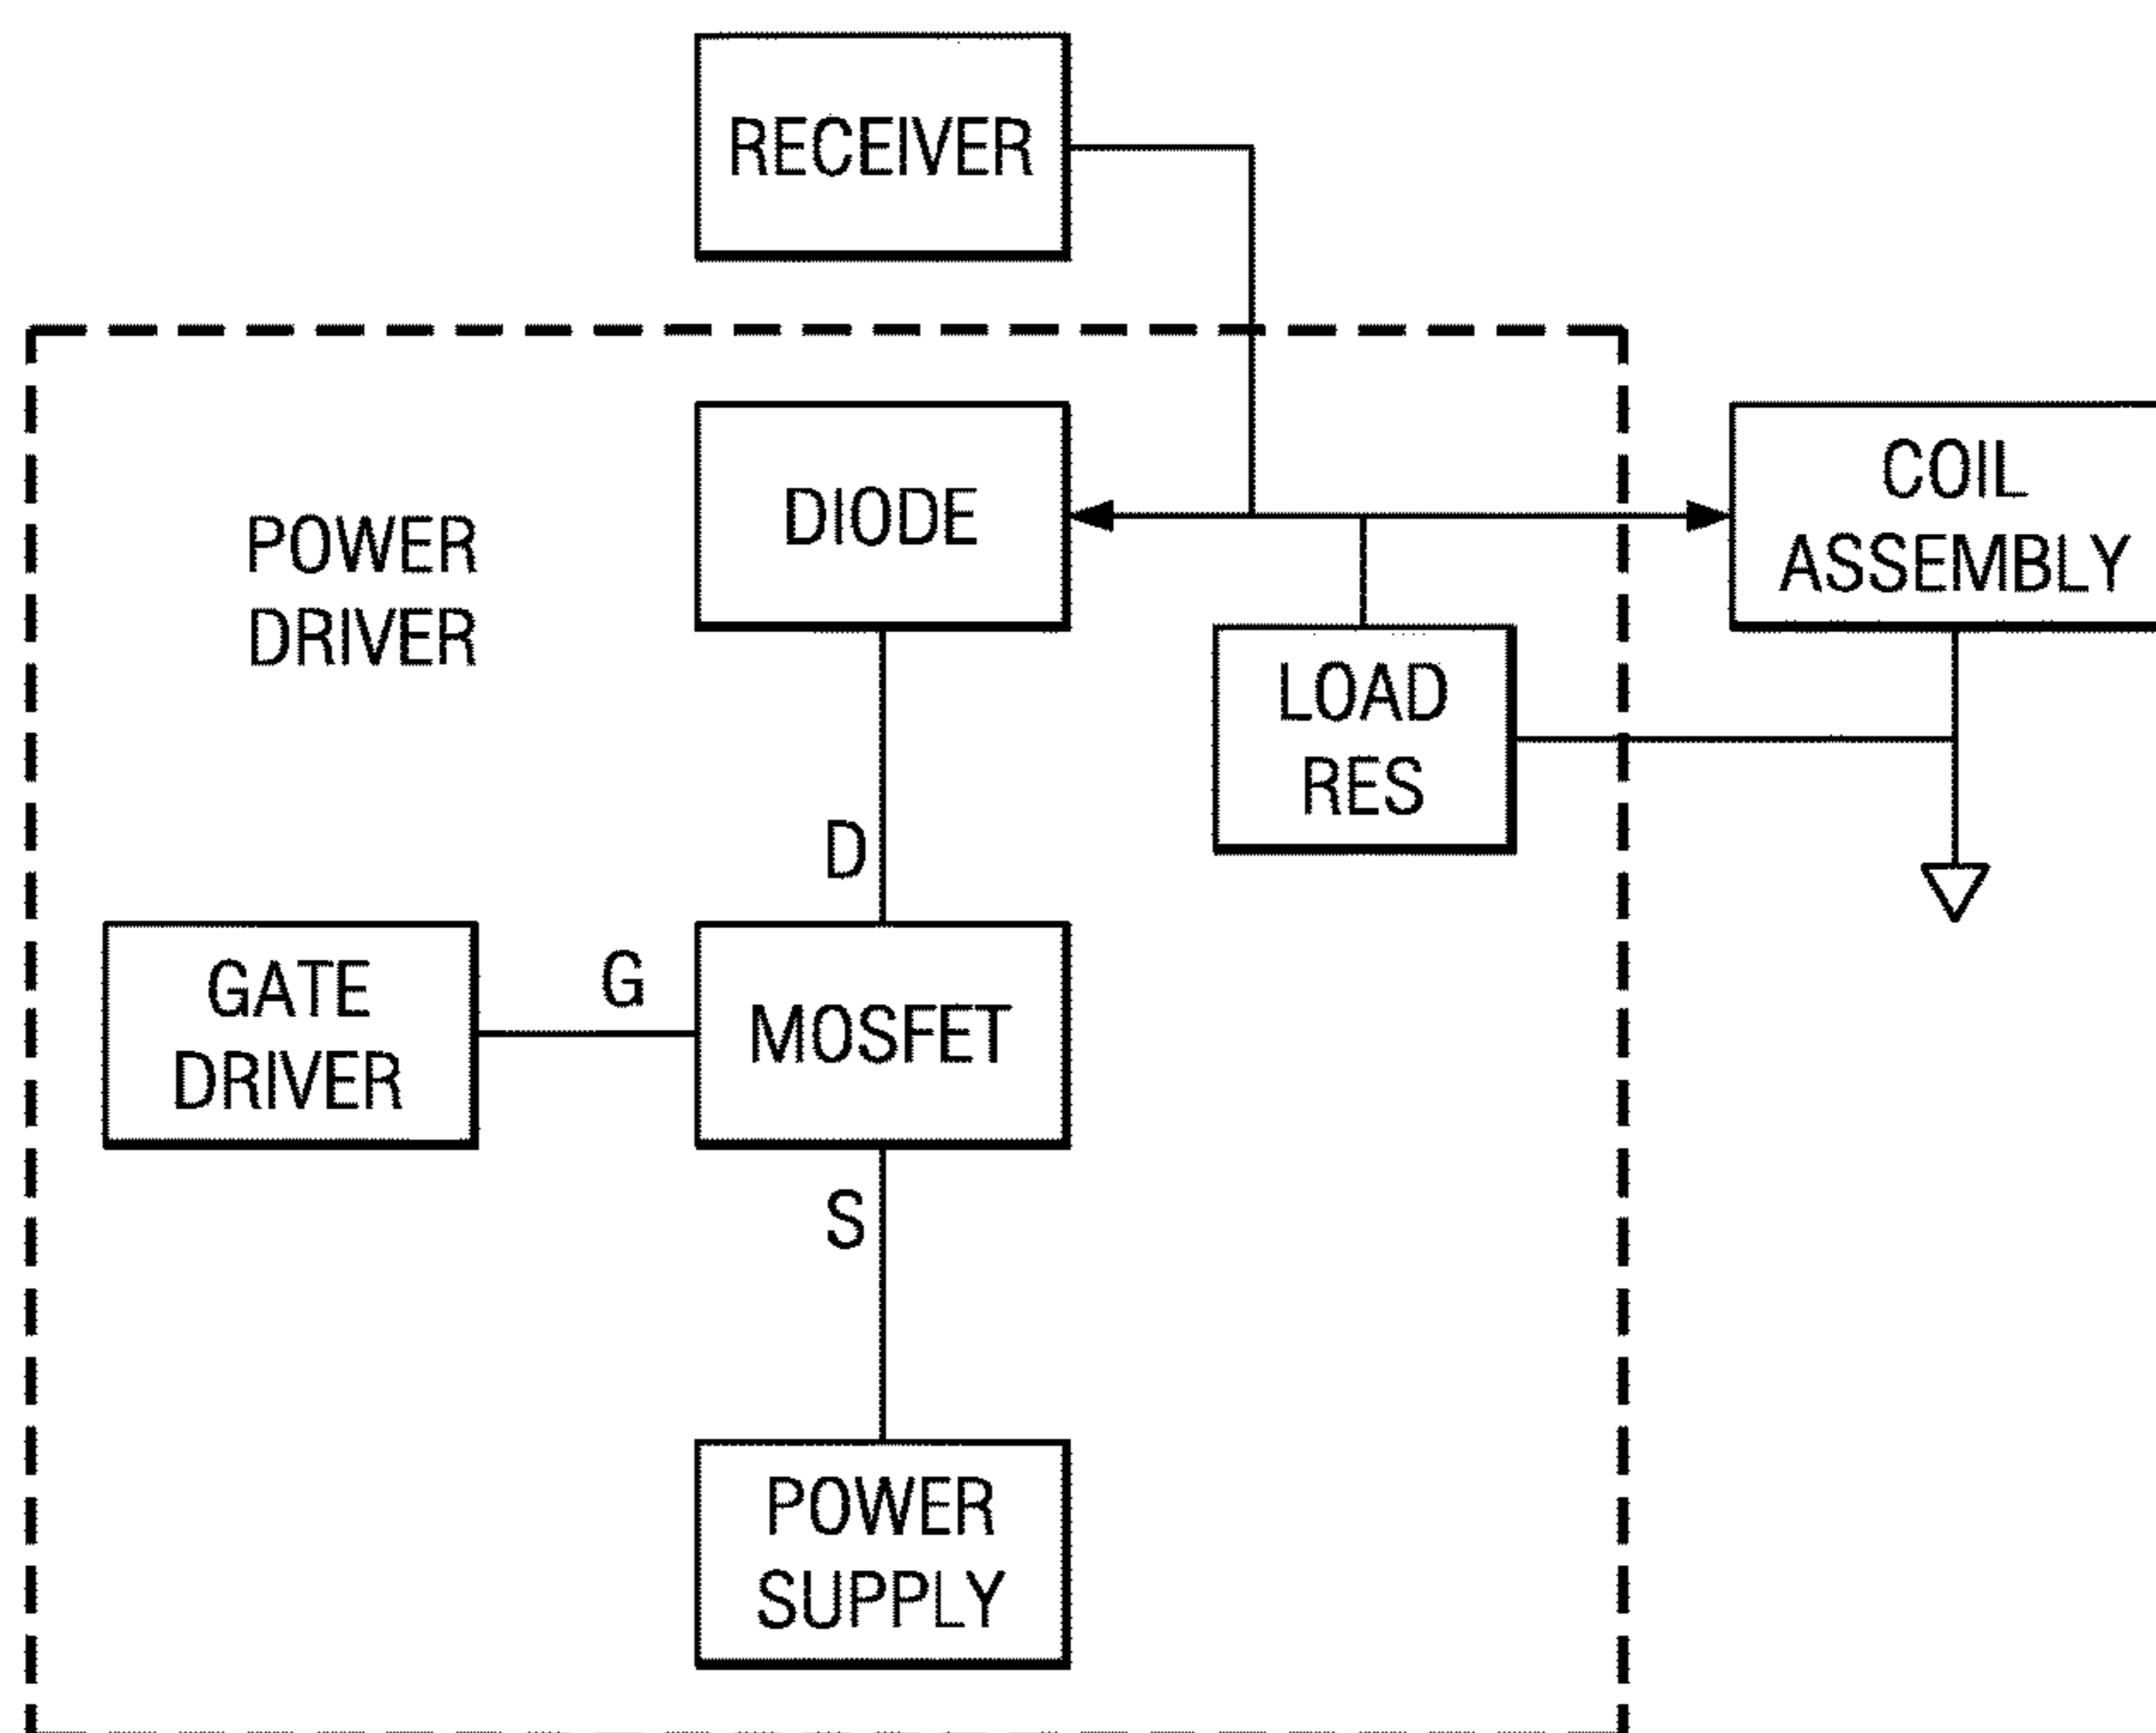 RECEIVER
POWER
DRIVER
DIODE
COIL
ASSEMBLY
LOAD
RES
D
GATE
DRIVER
G
MOSFET
S
POWER
SUPPLY